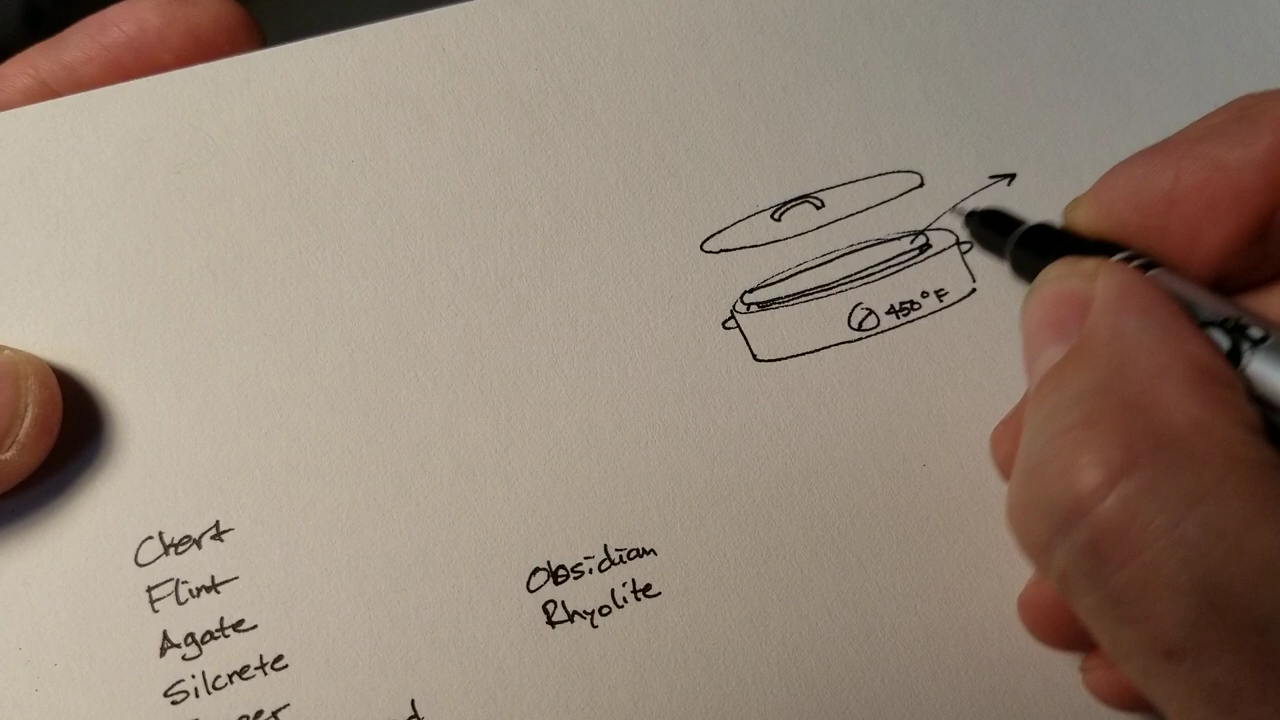 450°F
Chert
Flint
Agate
Silcrete
Obsidian
Rhyolite